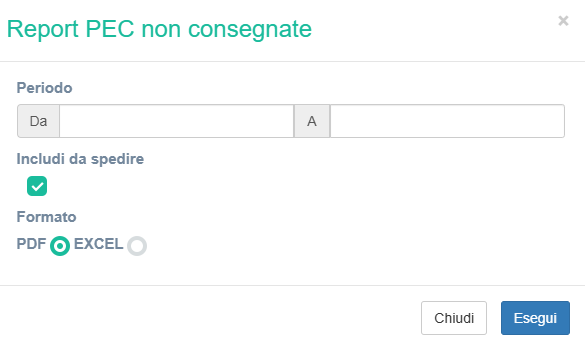 Report PEC non consegnate
×
Periodo
Da A
Includi da spedire
Formato
PDF EXCEL
Chiudi Esegui